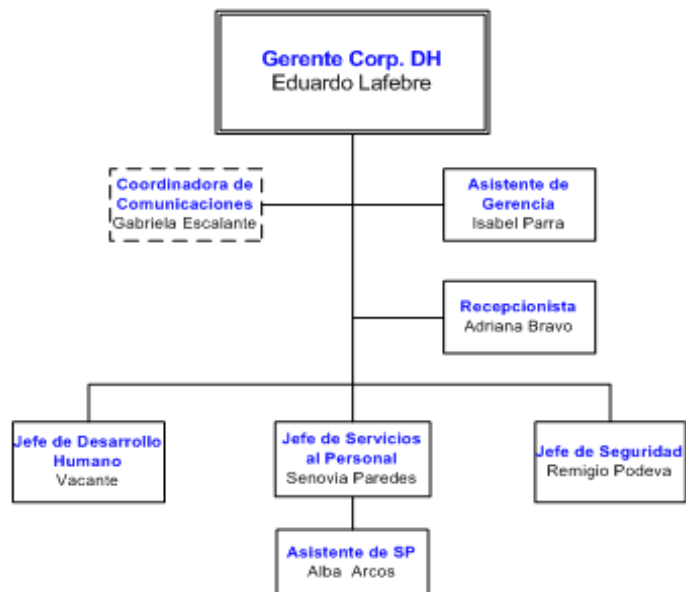 Gerente Corp. DH
Eduardo Lafebre
Coordinadora de
Comunicaciones
Gabriela Escalante
Asistente de
Gerencia
Isabel Parra
Recepcionista
Adriana Bravo
Jefe de Desarrollo
Humano
Vacante
Jefe de Servicios
al Personal
Senovia Paredes
Jefe de Seguridad
Remigio Podeva
Asistente de SP
Alba Arcos